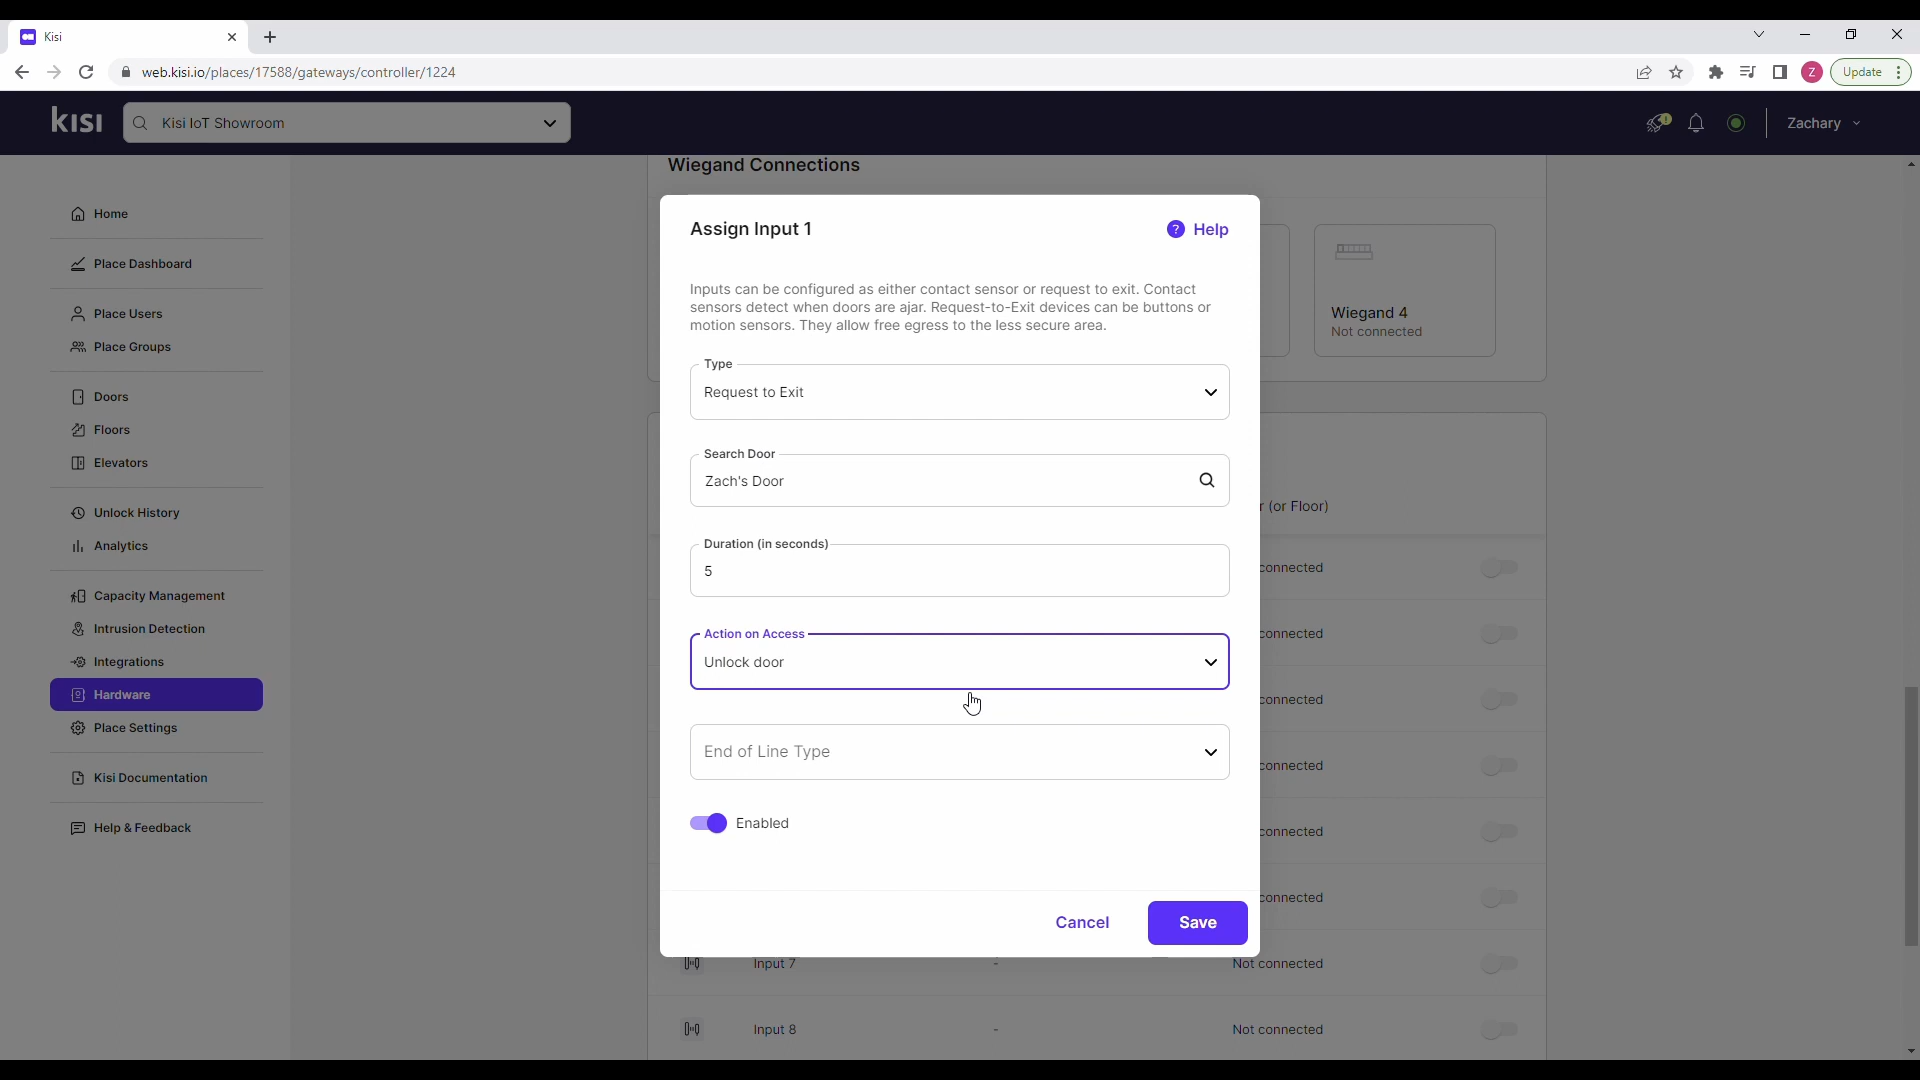 Kisi
web.kisi.io/places/17588/gateways/controller/1224
Z
Update
kisi
Kisi IoT Showroom
Zachary
Home
Place Dashboard
Place Users
Place Groups
Doors
Floors
Elevators
Unlock History
Analytics
Capacity Management
Intrusion Detection
Integrations
Hardware
Place Settings
Kisi Documentation
Help & Feedback
Wiegand Connections
Wiegand 4
Not connected
Assign Input 1
? Help
Inputs can be configured as either contact sensor or request to exit. Contact
sensors detect when doors are ajar. Request-to-Exit devices can be buttons or
motion sensors. They allow free egress to the less secure area.
Type
Request to Exit
Search Door
Zach's Door
Duration (in seconds)
5
Action on Access
Unlock door
End of Line Type
Enabled
Cancel
Save
r (or Floor)
connected
connected
connected
connected
connected
connected
Input 7 - Not connected
Input 8 - Not connected